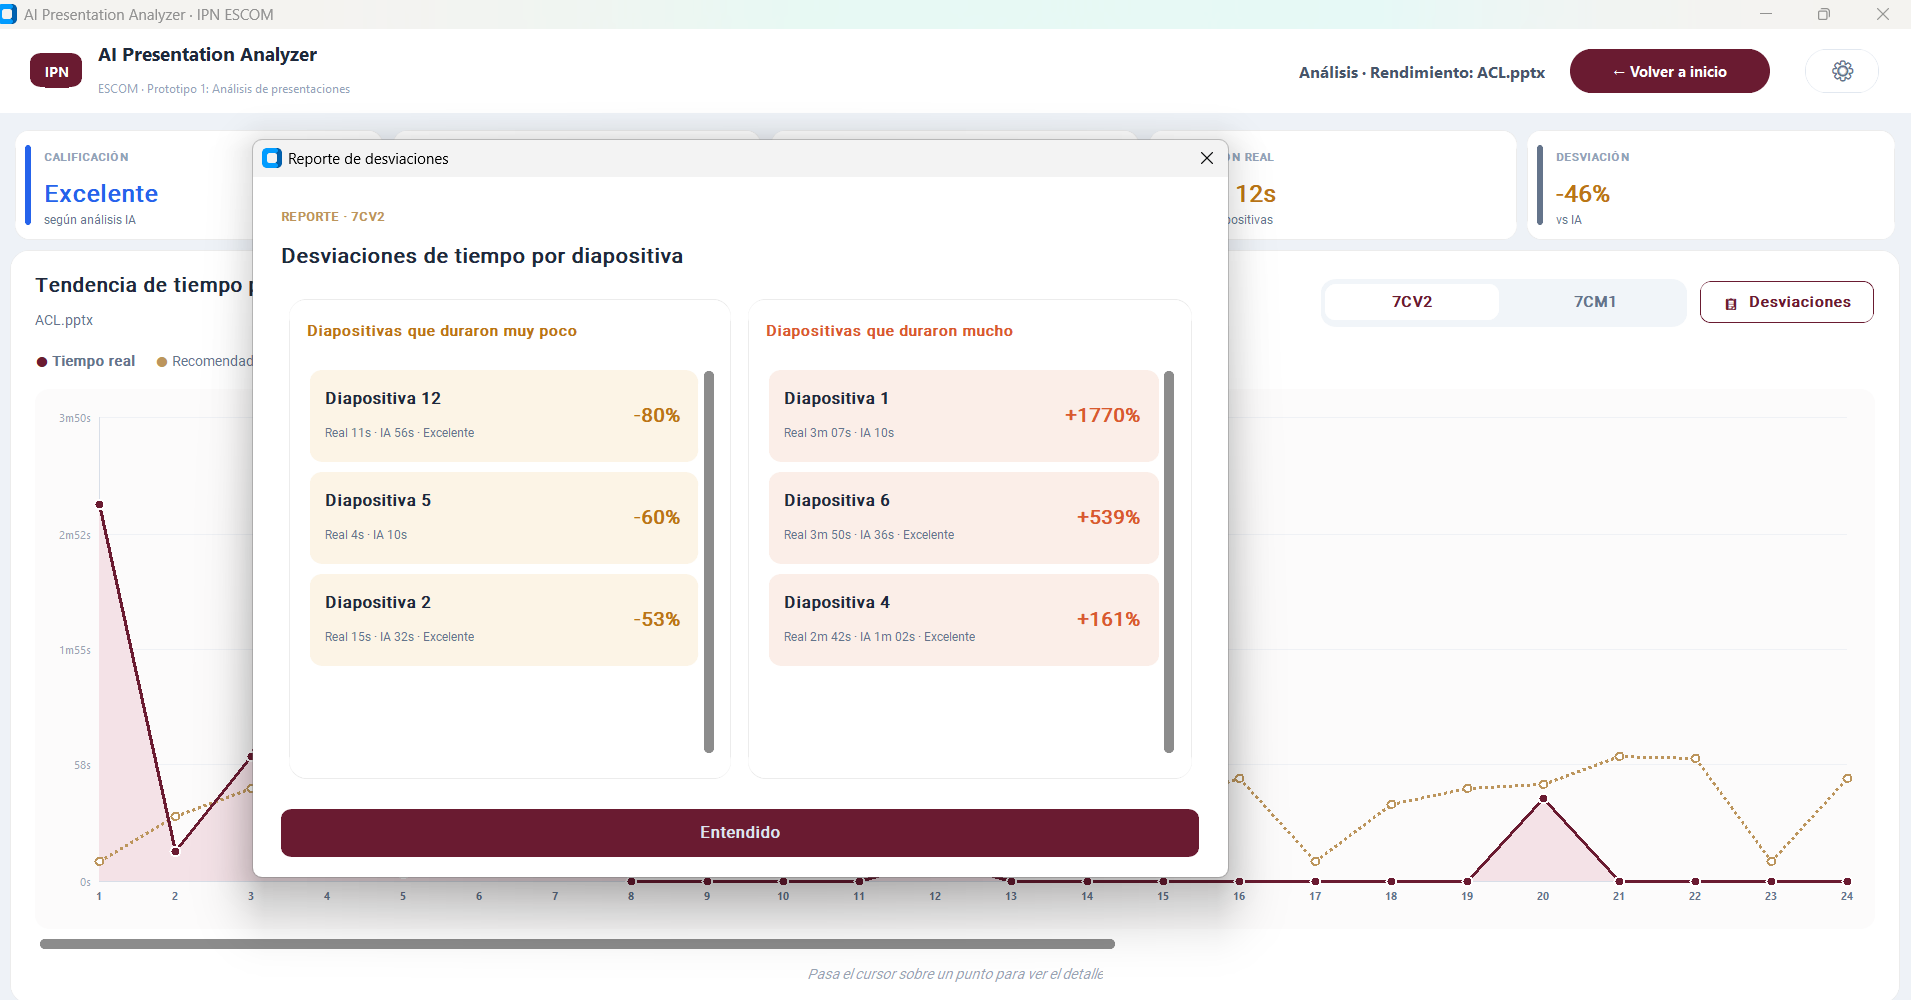 AI Presentation Analyzer · IPN ESCOM
IPN
AI Presentation Analyzer
ESCOM · Prototipo 1: Análisis de presentaciones
Análisis · Rendimiento: ACL.pptx
← Volver a inicio
CALIFICACIÓN
Excelente
según análisis IA
N REAL
12s
DESVIACIÓN
-46%
vs IA
Tendencia de tiempo
ACL.pptx
Tiempo real
Recomendad
7CV2
7CM1
Desviaciones
Reporte de desviaciones
REPORTE · 7CV2
Desviaciones de tiempo por diapositiva
Diapositivas que duraron muy poco
Diapositiva 12
-80%
Real 11s · IA 56s · Excelente
Diapositiva 5
-60%
Real 4s · IA 10s
Diapositiva 2
-53%
Real 15s · IA 32s · Excelente
Diapositivas que duraron mucho
Diapositiva 1
+1770%
Real 3m 07s · IA 10s
Diapositiva 6
+539%
Real 3m 50s · IA 36s · Excelente
Diapositiva 4
+161%
Real 2m 42s · IA 1m 02s · Excelente
Entendido
3m50s
2m52s
1m55s
58s
0s
1 2 3 4 5 6 7 8 9 10 11 12 13 14 15 16 17 18 19 20 21 22 23 24
Pasa el cursor sobre un punto para ver el detalle